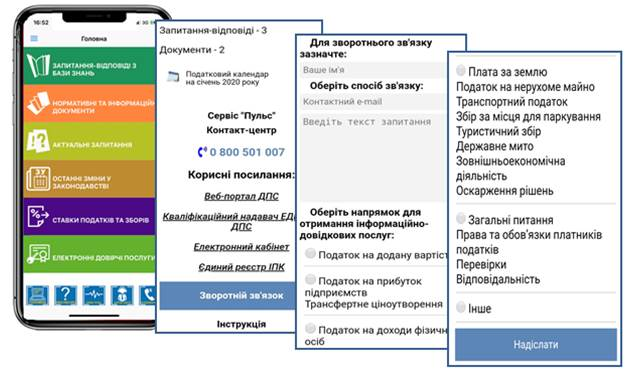 16:52
Головна
ЗАПИТАННЯ-ВІДПОВІДІ З
БАЗИ ЗНАНЬ
НОРМАТИВНІ ТА ІНФОРМАЦІЙН
ДОКУМЕНТИ
АКТУАЛЬНІ ЗАПИТАННЯ
ОСТАННІ ЗМІНИ У
ЗАКОНОДАВСТВІ
СТАВКИ ПОДАТКІВ ТА ЗБОРІВ
ЕЛЕКТРОННІ ДОВІРЧІ ПОСЛУГИ
Запитання-відповіді - 3
Документи - 2
Податковий календар
на січень 2020 року
Сервіс "Пульс"
Контакт-центр
0 800 501 007
Корисні посилання:
Веб-портал ДПС
Кваліфікаційний надавач ЕД
ДПС
Електронний кабінет
Єдиний реєстр ІПК
Зворотній зв'язок
Інструкція
Для зворотнього зв'язку
зазначте:
Ваше ім'я
Оберіть спосіб зв'язку:
Контактний e-mail
Введіть текст запитання
Оберіть напрямок для
отримання інформаційно-
довідкових послуг:
Податок на додану вартіст
Податок на прибуток
підприємств
Трансфертне ціноутворення
Податок на доходи фізичн
осіб
Плата за землю
Податок на нерухоме майно
Транспортний податок
Збір за місця для паркування
Туристичний збір
Державне мито
Зовнішньоекономічна
діяльність
Оскарження рішень
Загальні питання
Права та обов'язки платників
податків
Перевірки
Відповідальність
Інше
Надіслати